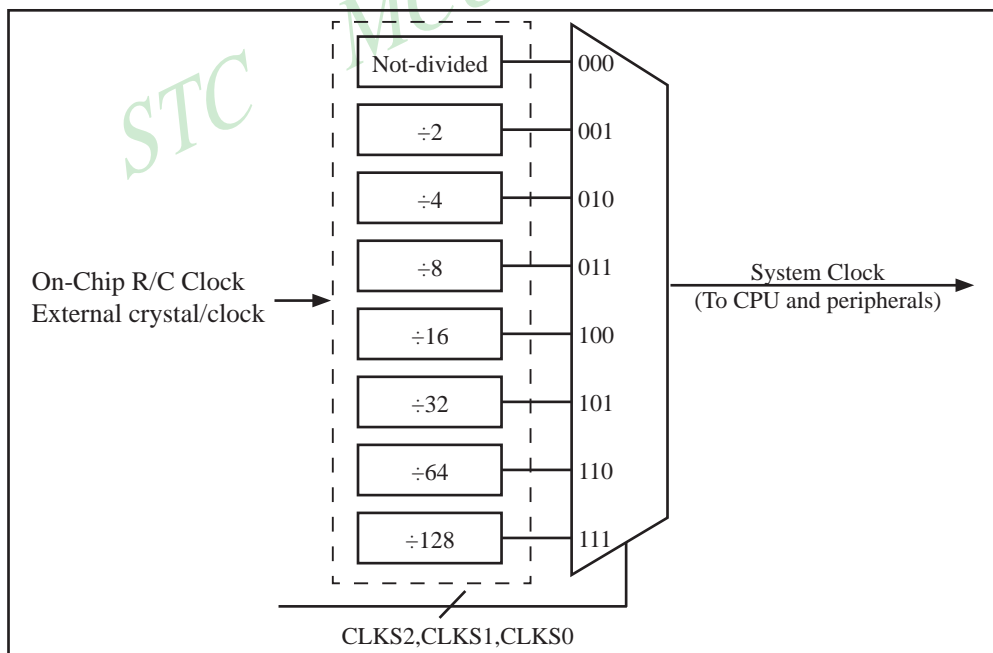 STC MCU
Not-divided
000
÷2
001
÷4
010
÷8
011
÷16
100
÷32
101
÷64
110
÷128
111
On-Chip R/C Clock
External crystal/clock
System Clock
(To CPU and peripherals)
CLKS2,CLKS1,CLKS0